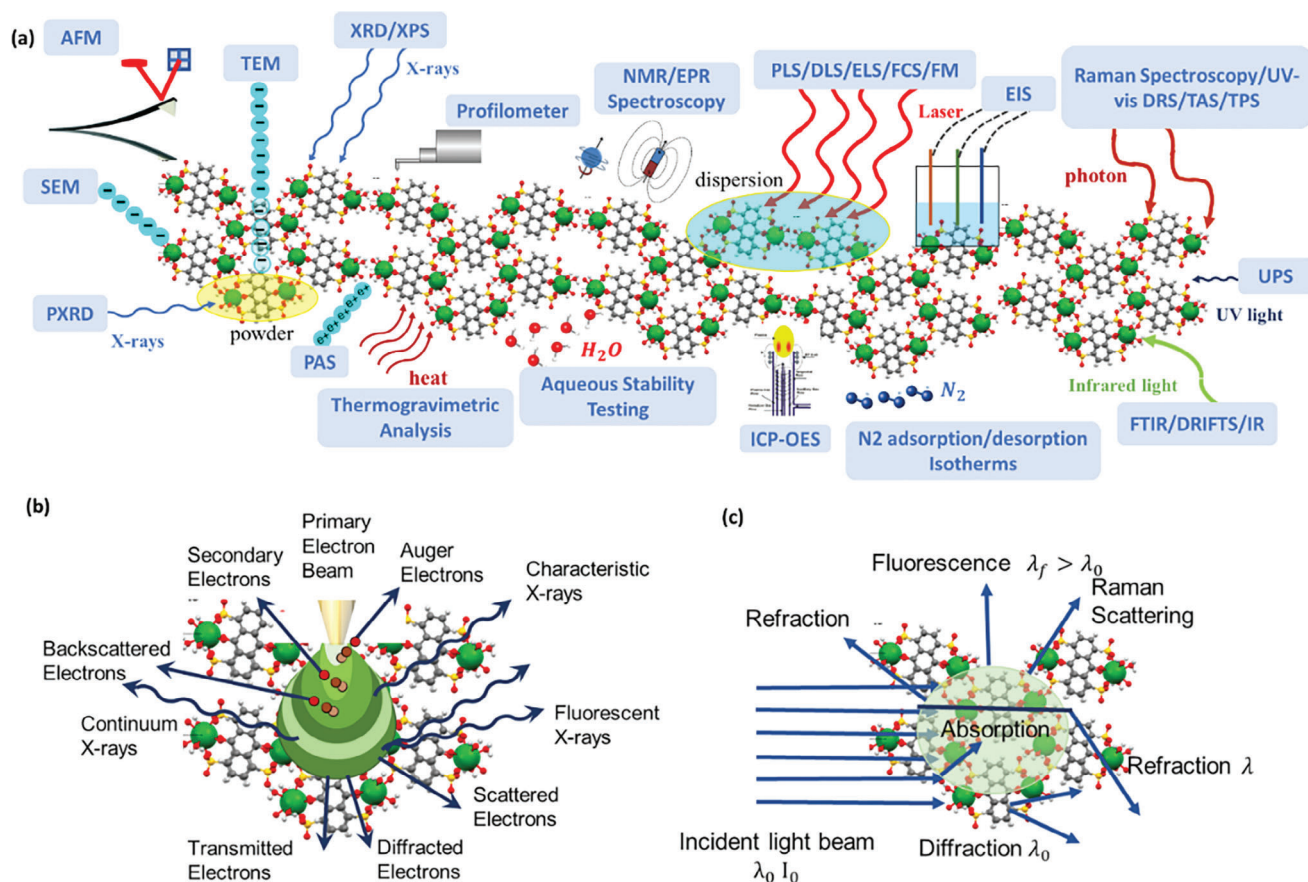 (a)
AFM
TEM
XRD/XPS
X-rays
Profilometer
NMR/EPR
Spectroscopy
PLS/DLS/ELS/FCS/FM
Laser
EIS
Raman Spectroscopy/UV-
vis DRS/TAS/TPS
photon
SEM
dispersion
PXRD
X-rays
powder
PAS
heat
Thermogravimetric
Analysis
H2O
Aqueous Stability
Testing
ICP-OES
N2
N2 adsorption/desorption
Isotherms
UPS
UV light
Infrared light
FTIR/DRIFTS/IR
(b)
Secondary
Electrons
Primary
Electron
Beam
Auger
Electrons
Characteristic
X-rays
Backscattered
Electrons
Continuum
X-rays
Fluorescent
X-rays
Scattered
Electrons
Transmitted
Electrons
Diffracted
Electrons
(c)
Fluorescence λf > λ0
Raman
Scattering
Refraction
Absorption
Refraction λ
Incident light beam
λ0 I0
Diffraction λ0